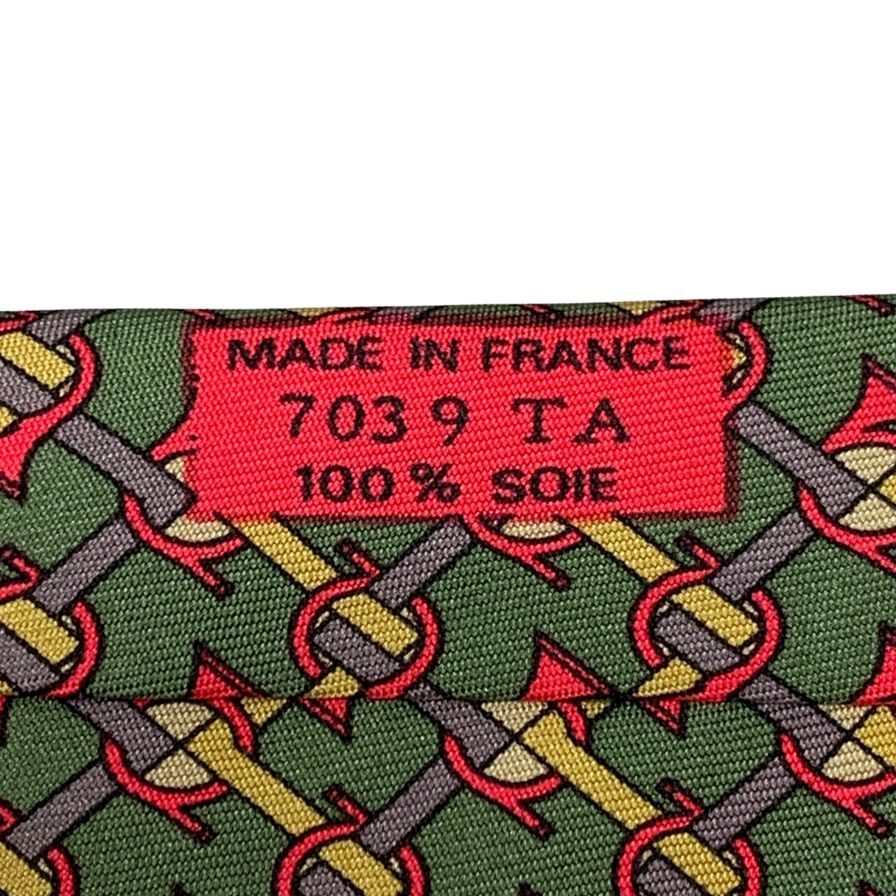 MADE IN FRANCE
7039 TA
100% SOIE